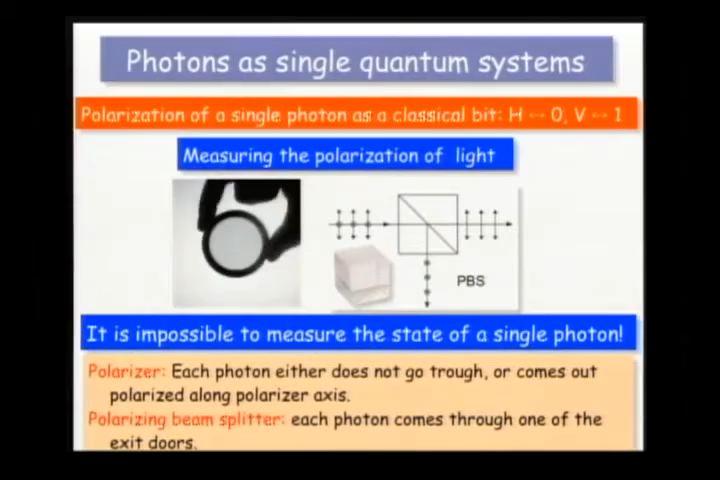 Photons as single quantum systems
Polarization of a single photon as a classical bit: H ↔ 0, V ↔ 1
Measuring the polarization of light
PBS
It is impossible to measure the state of a single photon!
Polarizer: Each photon either does not go trough, or comes out
polarized along polarizer axis.
Polarizing beam splitter: each photon comes through one of the
exit doors.